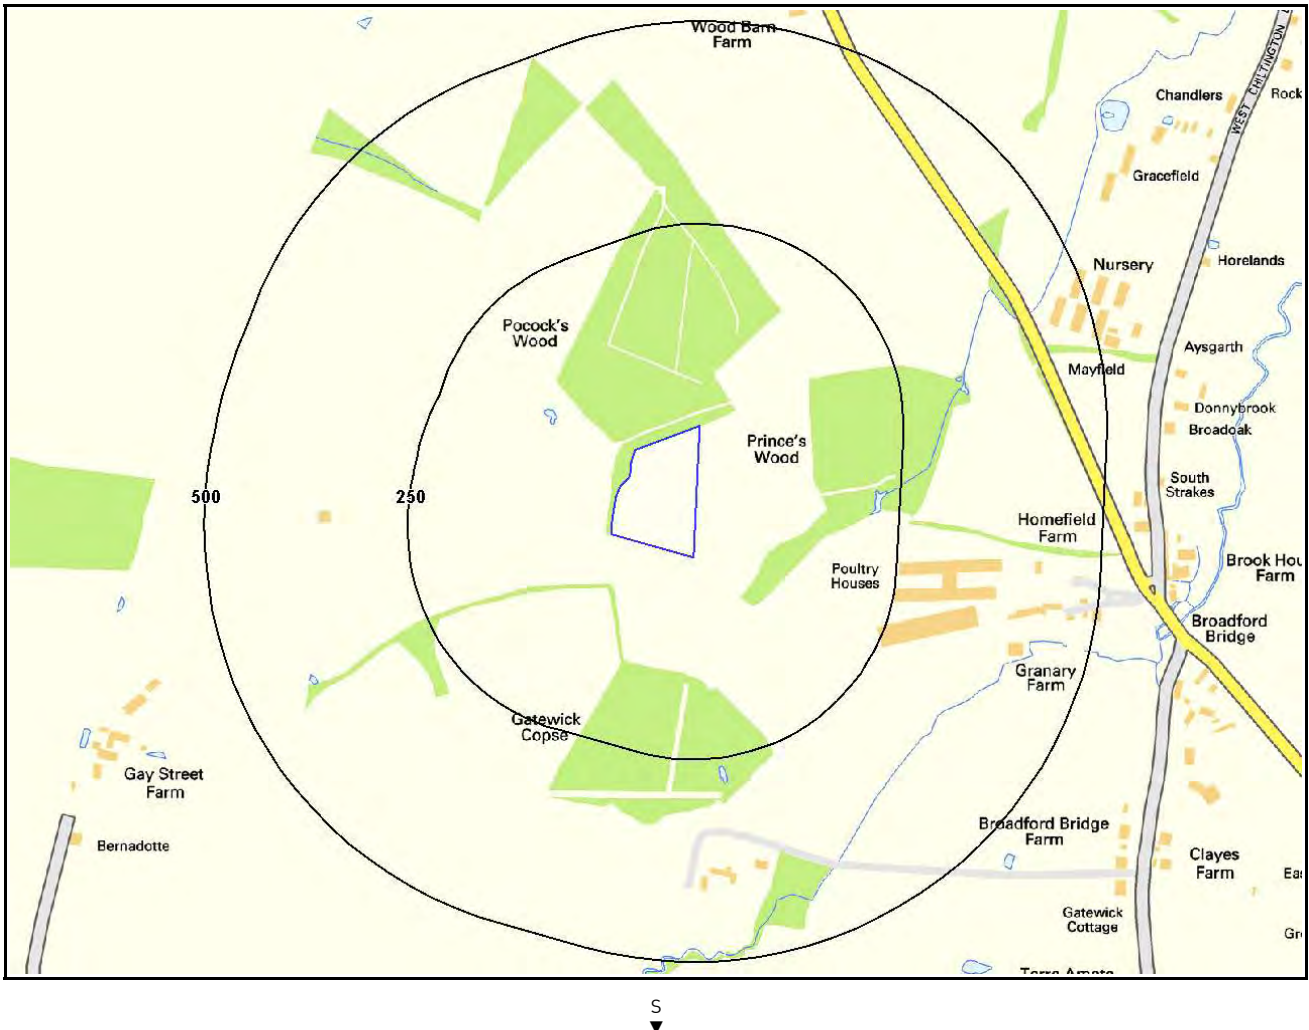 Wood Barn
Farm
WEST CHILTINGTON
Chandlers
Rock
Gracefield
Nursery
Horelands
Pocock's
Wood
Aysgarth
Mayfield
Donnybrook
Broadoak
Prince's
Wood
South
Strakes
500
250
Homefield
Farm
Poultry
Houses
Brook Hou
Farm
Broadford
Bridge
Granary
Farm
Gatewick
Copse
Gay Street
Farm
Bernadotte
Broadford Bridge
Farm
Clayes
Farm
Eas
Gatewick
Cottage
Gr
S